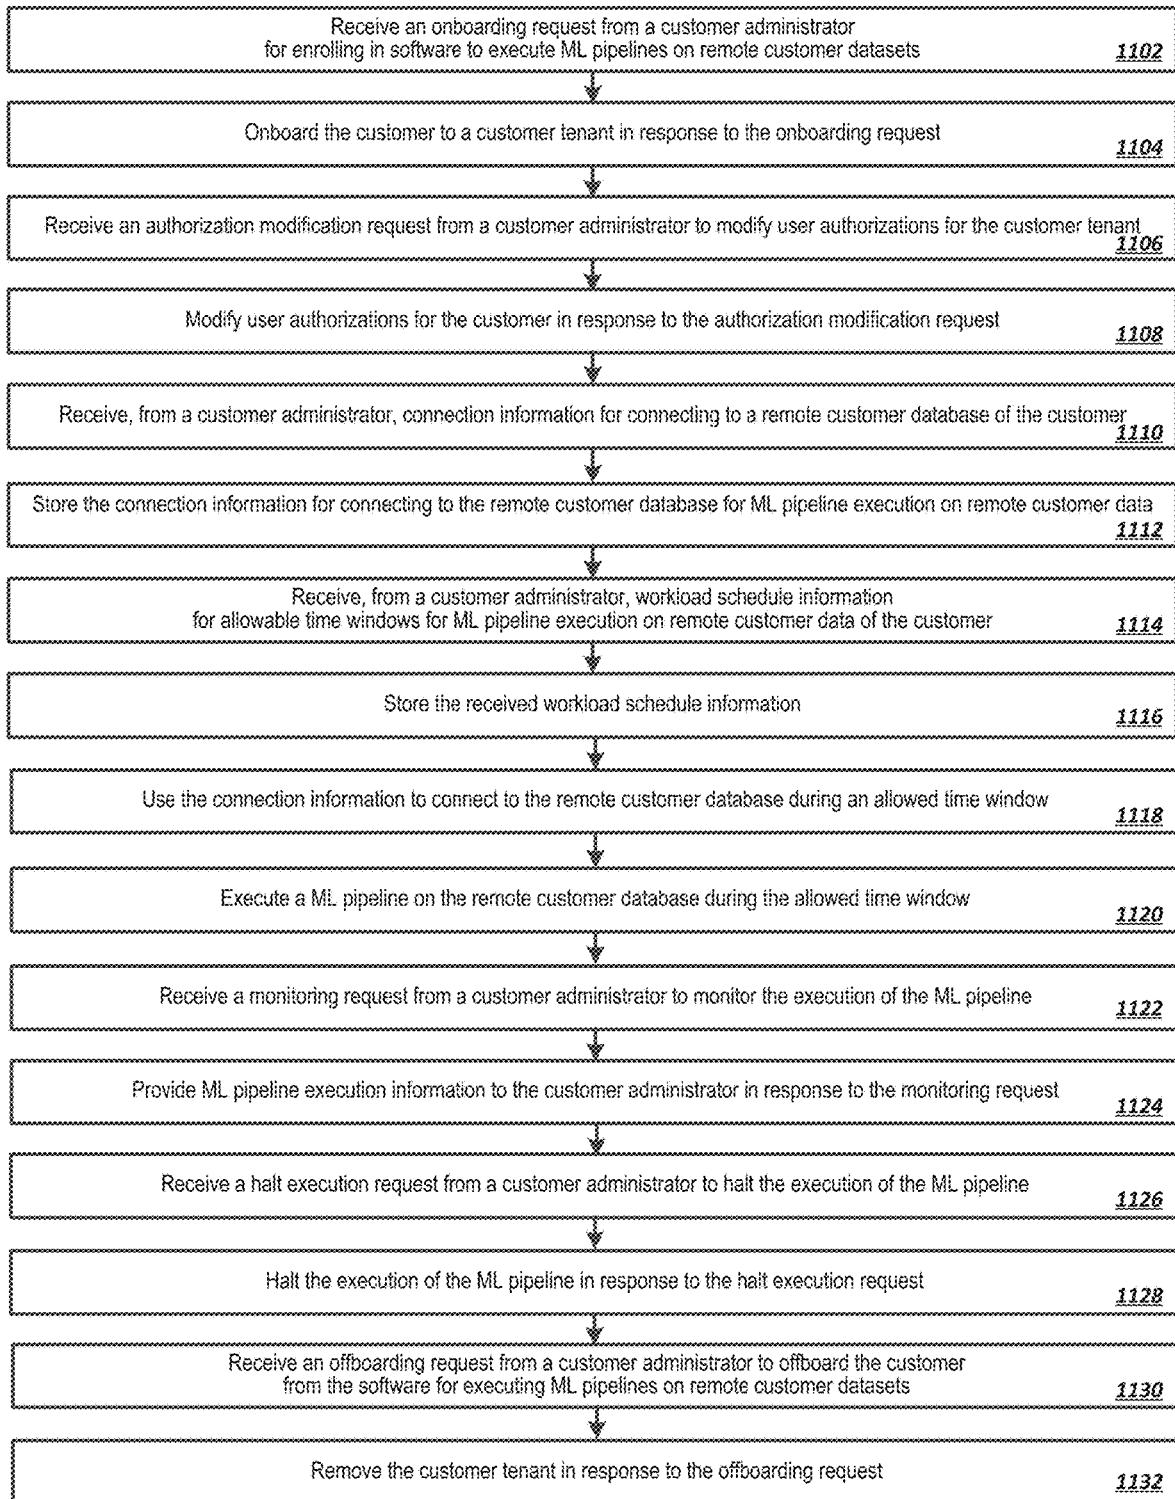 Receive an onboarding request from a customer administrator
for enrolling in software to execute ML pipelines on remote customer datasets
1102
Onboard the customer to a customer tenant in response to the onboarding request
1104
Receive an authorization modification request from a customer administrator to modify user authorizations for the customer tenant
1106
Modify user authorizations for the customer in response to the authorization modification request
1108
Receive, from a customer administrator, connection information for connecting to a remote customer database of the customer
1110
Store the connection information for connecting to the remote customer database for ML pipeline execution on remote customer data
1112
Receive, from a customer administrator, workload schedule information
for allowable time windows for ML pipeline execution on remote customer data of the customer
1114
Store the received workload schedule information
1116
Use the connection information to connect to the remote customer database during an allowed time window
1118
Execute a ML pipeline on the remote customer database during the allowed time window
1120
Receive a monitoring request from a customer administrator to monitor the execution of the ML pipeline
1122
Provide ML pipeline execution information to the customer administrator in response to the monitoring request
1124
Receive a halt execution request from a customer administrator to halt the execution of the ML pipeline
1126
Halt the execution of the ML pipeline in response to the halt execution request
1128
Receive an offboarding request from a customer administrator to offboard the customer
from the software for executing ML pipelines on remote customer datasets
1130
Remove the customer tenant in response to the offboarding request
1132